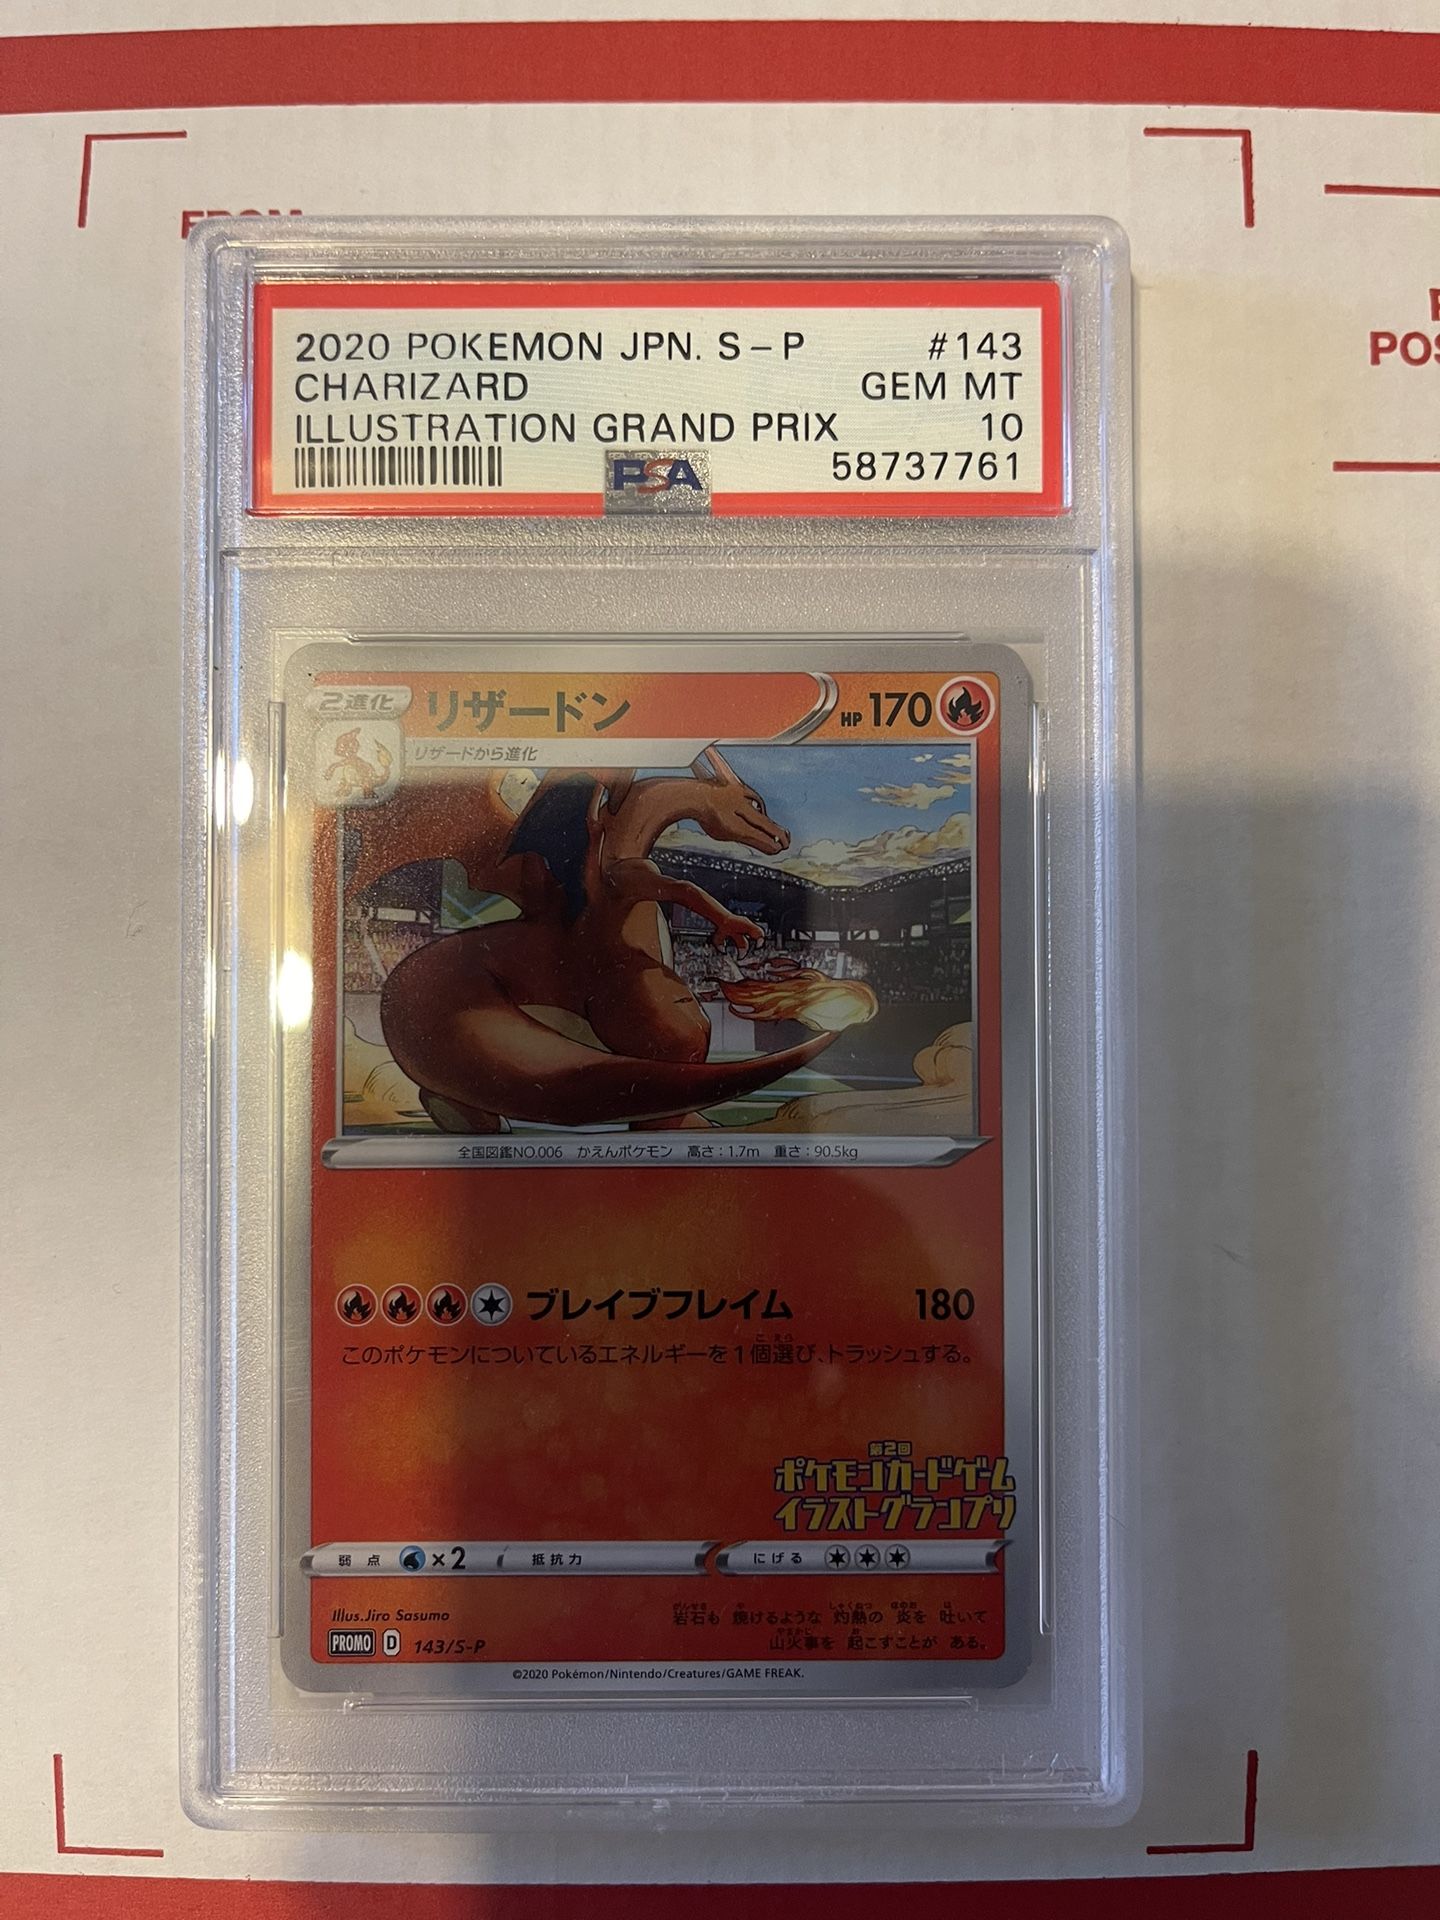 FROM
POS
2020 POKEMON JPN. S-P #143
CHARIZARD GEM MT
ILLUSTRATION GRAND PRIX 10
PSA 58737761
2進化 リザードン HP 170
リザードから進化
全国図鑑NO.006 かえんポケモン 高さ:1.7m 重さ:90.5kg
ブレイブフレイム 180
このポケモンについているエネルギーを1個選び、トラッシュする。
第2回
ポケモンカードゲーム
イラストグランプリ
弱点 ×2 抵抗力 にげる
Illus.Jiro Sasumo
岩石も 焼けるような 灼熱の 炎を 吐いて
PROMO D 143/S-P
山火事を 起こすことが ある。
©2020 Pokémon/Nintendo/Creatures/GAME FREAK.